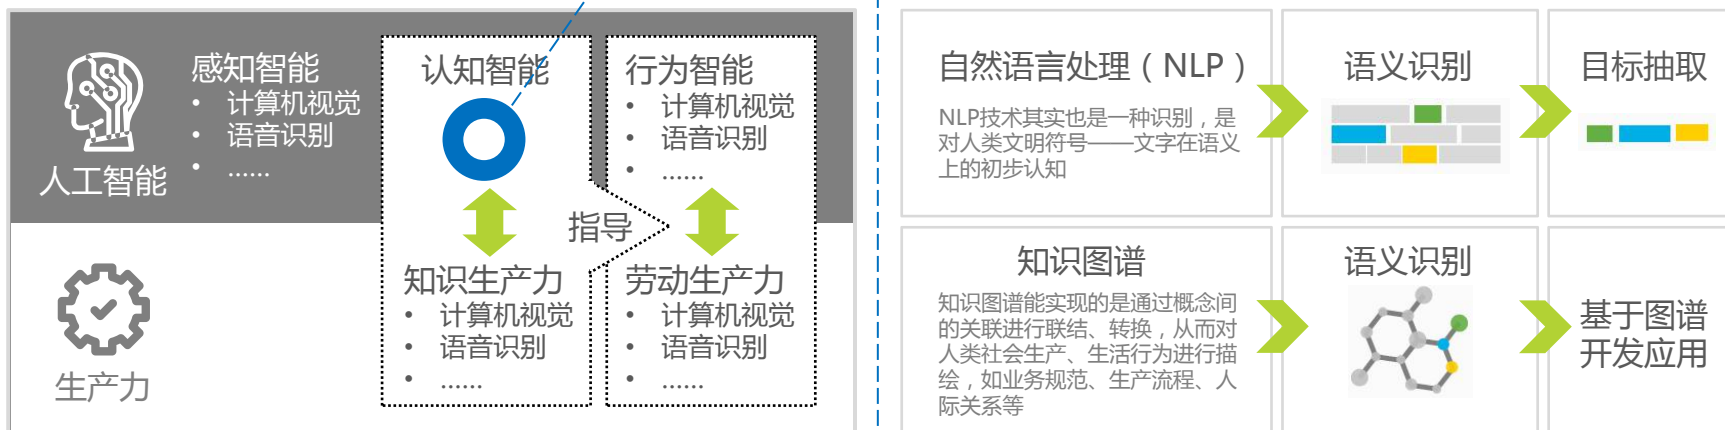 人工智能
感知智能
• 计算机视觉
• 语音识别
• ......
认知智能
行为智能
• 计算机视觉
• 语音识别
• ......
指导
生产力
知识生产力
• 计算机视觉
• 语音识别
• ......
劳动生产力
• 计算机视觉
• 语音识别
• ......
自然语言处理（NLP）
NLP技术其实也是一种识别，是
对人类文明符号——文字在语义
上的初步认知
语义识别
目标抽取
知识图谱
知识图谱能实现的是通过概念间
的关联进行联结、转换，从而对
人类社会生产、生活行为进行描
绘，如业务规范、生产流程、人
际关系等
语义识别
基于图谱
开发应用